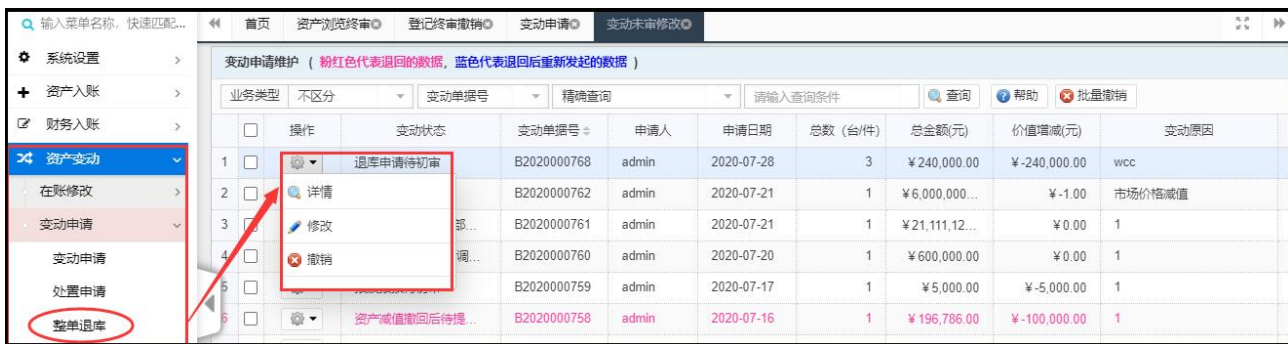 输入菜单名称, 快速匹配... 首页 资产浏览终审 登记终审撤销 变动申请 变动未审修改
系统设置
变动申请维护 ( 粉红色代表退回的数据, 蓝色代表退回后重新发起的数据 )
资产入账
业务类型 不区分 变动单据号 精确查询 请输入查询条件 查询 帮助 批量撤销
财务入账
操作 变动状态 变动单据号 申请人 申请日期 总数 (台/件) 总金额(元) 价值增减(元) 变动原因
资产变动
1 退库申请待初审 B2020000768 admin 2020-07-28 3 ¥240,000.00 ¥-240,000.00 wcc
在账修改
2 详情 B2020000762 admin 2020-07-21 1 ¥6,000,000... ¥-1.00 市场价格减值
变动申请
3 修改 部... B2020000761 admin 2020-07-21 1 ¥21,111,12... ¥0.00 1
变动申请
4 撤销 调... B2020000760 admin 2020-07-20 1 ¥600,000.00 ¥0.00 1
处置申请
5 B2020000759 admin 2020-07-17 1 ¥5,000.00 ¥-5,000.00 1
整单退库
6 资产减值撤回后待提... B2020000758 admin 2020-07-16 1 ¥196,786.00 ¥-100,000.00 1